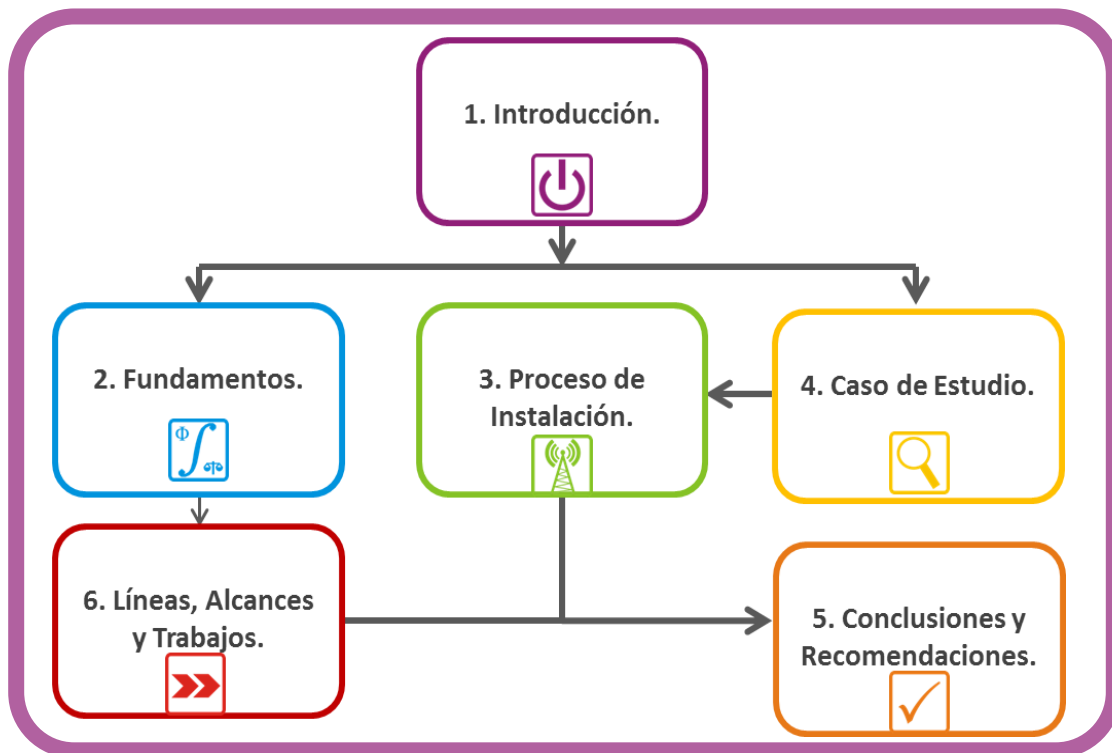 1. Introducción.
2. Fundamentos.
Φ
3. Proceso de
Instalación.
4. Caso de Estudio.
6. Líneas, Alcances
y Trabajos.
5. Conclusiones y
Recomendaciones.